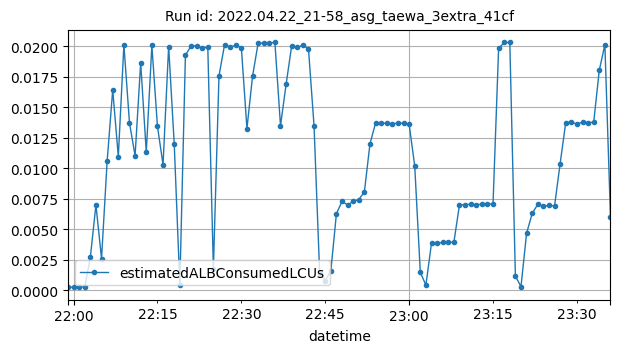 Run id: 2022.04.22_21-58_asg_taewa_3extra_41cf
0.0200
0.0175
0.0150
0.0125
0.0100
0.0075
0.0050
0.0025
0.0000
estimatedALBConsumedLCUs
22:00 22:15 22:30 22:45 23:00 23:15 23:30
datetime